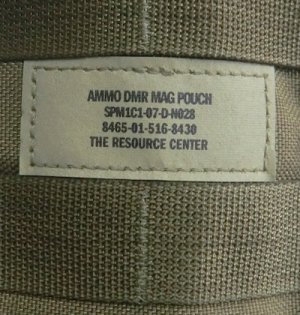 AMMO DMR MAG POUCH
SPM1C1-07-D-N028
8465-01-516-8430
THE RESOURCE CENTER